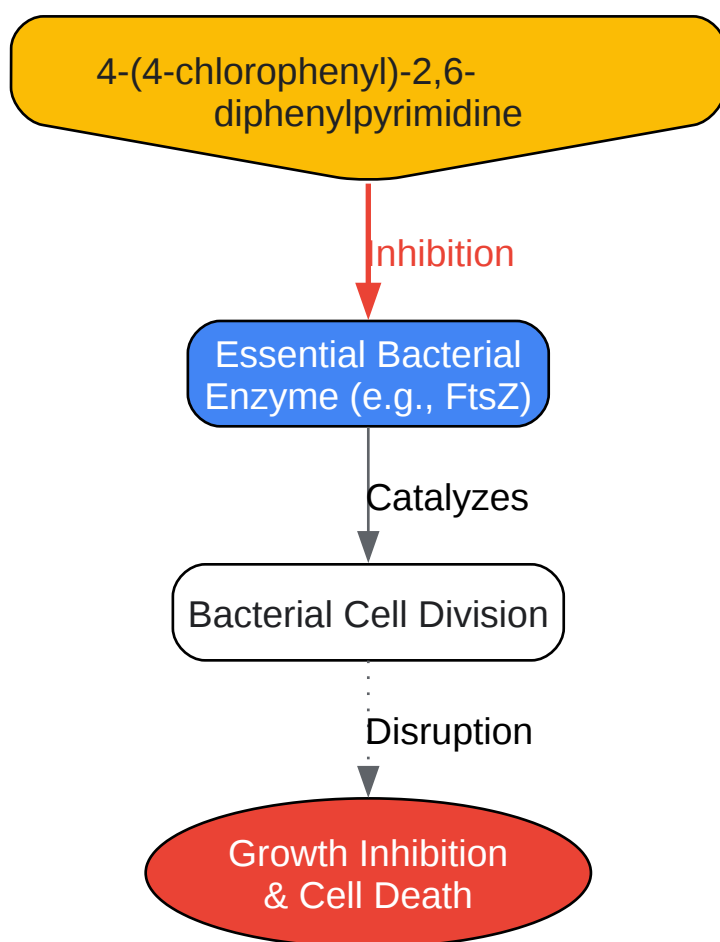 4-(4-chlorophenyl)-2,6-
diphenylpyrimidine
Inhibition
Essential Bacterial
Enzyme (e.g., FtsZ)
Catalyzes
Bacterial Cell Division
Disruption
Growth Inhibition
& Cell Death